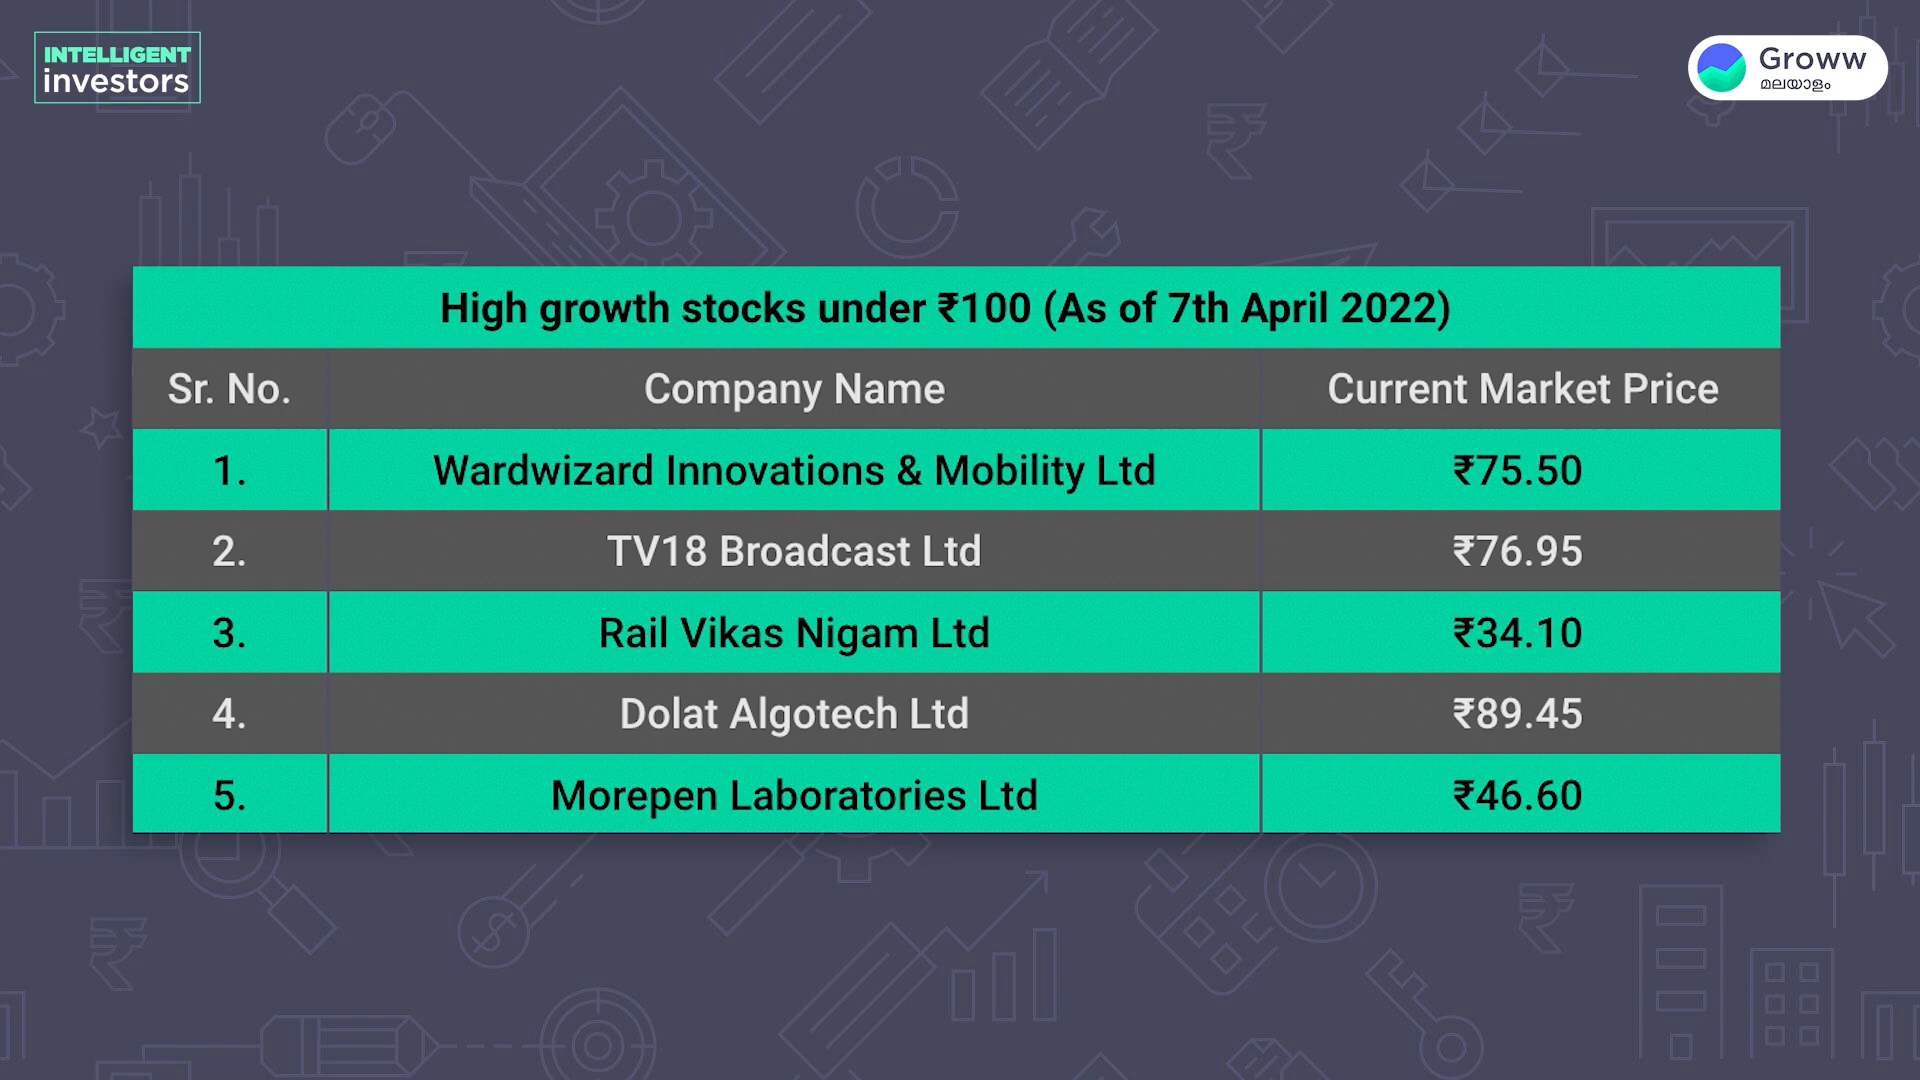 INTELLIGENT
investors
Groww
മലയാളം
High growth stocks under ₹100 (As of 7th April 2022)
Sr. No. Company Name Current Market Price
1. Wardwizard Innovations & Mobility Ltd ₹75.50
2. TV18 Broadcast Ltd ₹76.95
3. Rail Vikas Nigam Ltd ₹34.10
4. Dolat Algotech Ltd ₹89.45
5. Morepen Laboratories Ltd ₹46.60